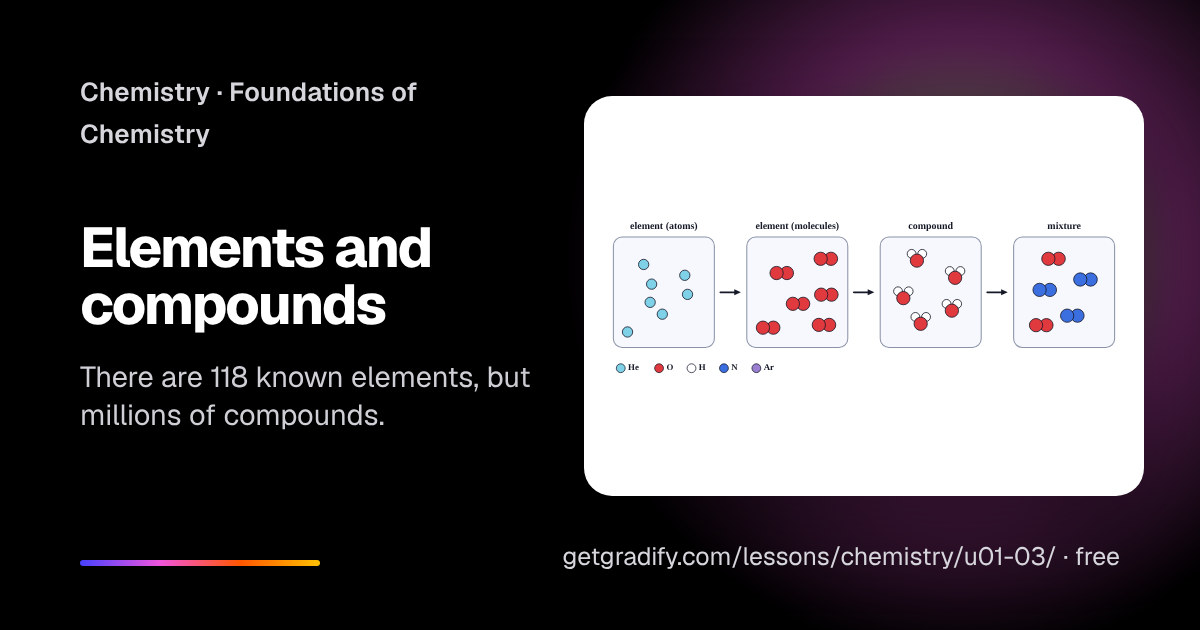 Chemistry · Foundations of
Chemistry
Elements and
compounds
There are 118 known elements, but
millions of compounds.
element (atoms)
element (molecules)
compound
mixture
He
O
H
N
Ar
getgradify.com/lessons/chemistry/u01-03/ · free